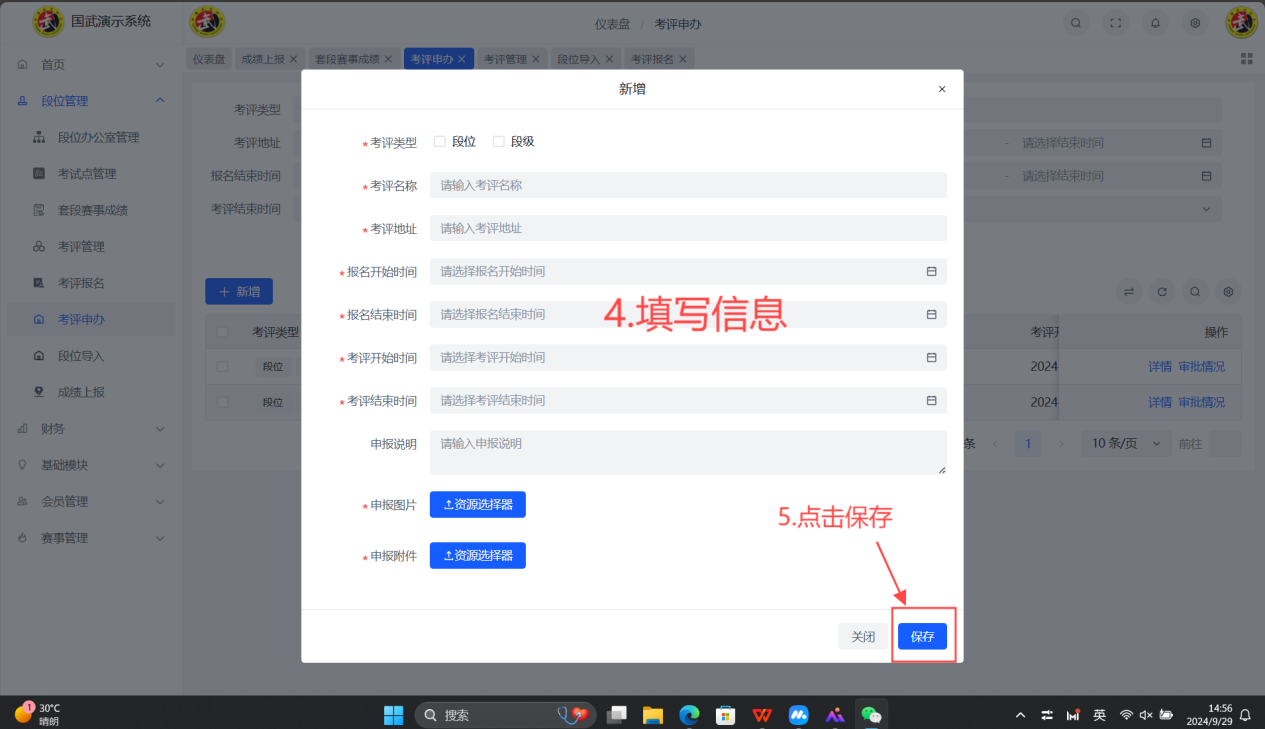 国武演示系统
仪表盘 / 考评申办
仪表盘 成绩上报 × 套段赛事成绩 × 考评申办 × 考评管理 × 段位导入 × 考评报名 ×
首页
段位管理
段位办公室管理
考试点管理
套段赛事成绩
考评管理
考评报名
考评申办
段位导入
成绩上报
财务
基础模块
会员管理
赛事管理
考评类型
考评地址
- 请选择结束时间
报名结束时间
- 请选择结束时间
考评结束时间
+ 新增
考评类型
段位
段位
考评开
操作
2024
详情 审批情况
2024
详情 审批情况
条 < 1 > 10 条/页 前往
新增 ×
*考评类型 段位 段级
*考评名称 请输入考评名称
*考评地址 请输入考评地址
*报名开始时间 请选择报名开始时间
*报名结束时间 请选择报名结束时间
*考评开始时间 请选择考评开始时间
*考评结束时间 请选择考评结束时间
申报说明 请输入申报说明
*申报图片 资源选择器
*申报附件 资源选择器
4.填写信息
5.点击保存
关闭 保存
1
30°C
晴朗
搜索
英
14:56
2024/9/29